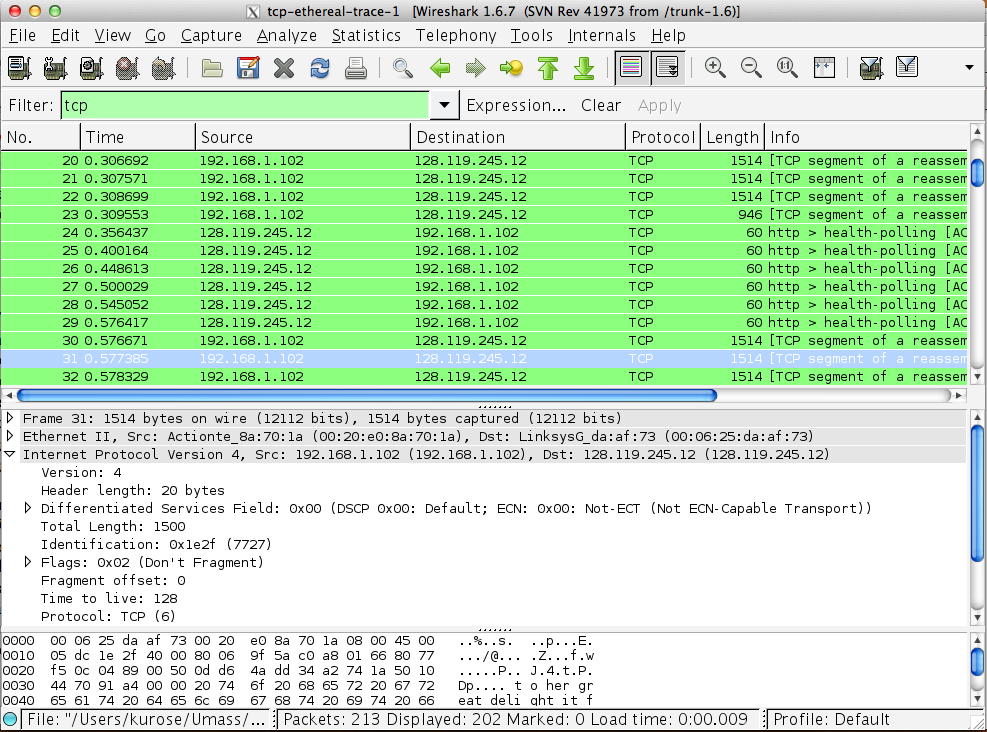 tcp-ethereal-trace-1 [Wireshark 1.6.7 (SVN Rev 41973 from /trunk-1.6)]
File Edit View Go Capture Analyze Statistics Telephony Tools Internals Help
Filter: tcp Expression... Clear Apply
No. Time Source Destination Protocol Length Info
20 0.306692 192.168.1.102 128.119.245.12 TCP 1514 [TCP segment of a reassem
21 0.307571 192.168.1.102 128.119.245.12 TCP 1514 [TCP segment of a reassem
22 0.308699 192.168.1.102 128.119.245.12 TCP 1514 [TCP segment of a reassem
23 0.309553 192.168.1.102 128.119.245.12 TCP 946 [TCP segment of a reassem
24 0.356437 128.119.245.12 192.168.1.102 TCP 60 http > health-polling [AC
25 0.400164 128.119.245.12 192.168.1.102 TCP 60 http > health-polling [AC
26 0.448613 128.119.245.12 192.168.1.102 TCP 60 http > health-polling [AC
27 0.500029 128.119.245.12 192.168.1.102 TCP 60 http > health-polling [AC
28 0.545052 128.119.245.12 192.168.1.102 TCP 60 http > health-polling [AC
29 0.576417 128.119.245.12 192.168.1.102 TCP 60 http > health-polling [AC
30 0.576671 192.168.1.102 128.119.245.12 TCP 1514 [TCP segment of a reassem
31 0.577385 192.168.1.102 128.119.245.12 TCP 1514 [TCP segment of a reassem
32 0.578329 192.168.1.102 128.119.245.12 TCP 1514 [TCP segment of a reassem
Frame 31: 1514 bytes on wire (12112 bits), 1514 bytes captured (12112 bits)
Ethernet II, Src: Actionte_8a:70:1a (00:20:e0:8a:70:1a), Dst: LinksysG_da:af:73 (00:06:25:da:af:73)
Internet Protocol Version 4, Src: 192.168.1.102 (192.168.1.102), Dst: 128.119.245.12 (128.119.245.12)
Version: 4
Header length: 20 bytes
Differentiated Services Field: 0x00 (DSCP 0x00: Default; ECN: 0x00: Not-ECT (Not ECN-Capable Transport))
Total Length: 1500
Identification: 0x1e2f (7727)
Flags: 0x02 (Don't Fragment)
Fragment offset: 0
Time to live: 128
Protocol: TCP (6)
0000 00 06 25 da af 73 00 20 e0 8a 70 1a 08 00 45 00 ..%..s. ..p...E.
0010 05 dc 1e 2f 40 00 80 06 9f 5a c0 a8 01 66 80 77 .../@... .Z...f.w
0020 f5 0c 04 89 00 50 0d d6 4a dd 34 a2 74 1a 50 10 .....P.. J.4.t.P.
0030 44 70 91 a4 00 00 20 74 6f 20 68 65 72 20 67 72 Dp.... t o her gr
0040 65 61 74 20 64 65 6c 69 67 68 74 20 69 74 20 66 eat deli ght it f
File: "/Users/kurose/Umass/... Packets: 213 Displayed: 202 Marked: 0 Load time: 0:00.009 Profile: Default